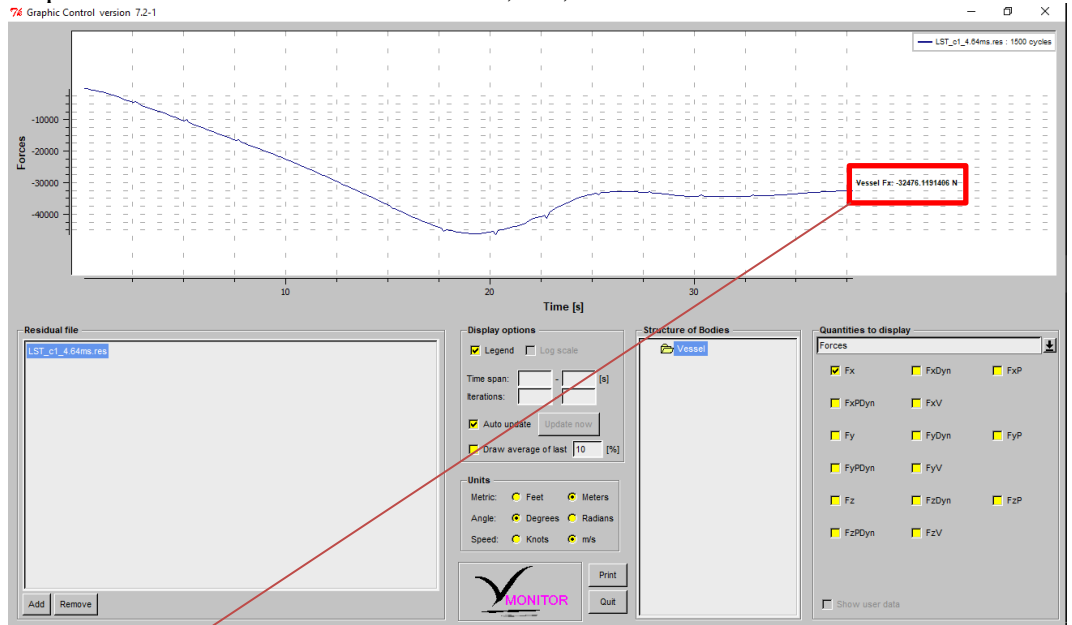 Graphic Control version 7.2-1
LST_c1_4.64ms.res : 1500 cycles
Forces
-10000
-20000
-30000
-40000
Vessel Fx: -32476.1191406 N
10
20
30
Time [s]
Residual file
LST_c1_4.64ms.res
Add
Remove
Display options
Legend
Log scale
Time span:
-
[s]
Iterations:
Auto update
Update now
Draw average of last
10
[%]
Units
Metric:
Feet
Meters
Angle:
Degrees
Radians
Speed:
Knots
m/s
MONITOR
Print
Quit
Structure of Bodies
Vessel
Quantities to display
Forces
Fx
FxDyn
FxP
FxPDyn
FxV
Fy
FyDyn
FyP
FyPDyn
FyV
Fz
FzDyn
FzP
FzPDyn
FzV
Show user data